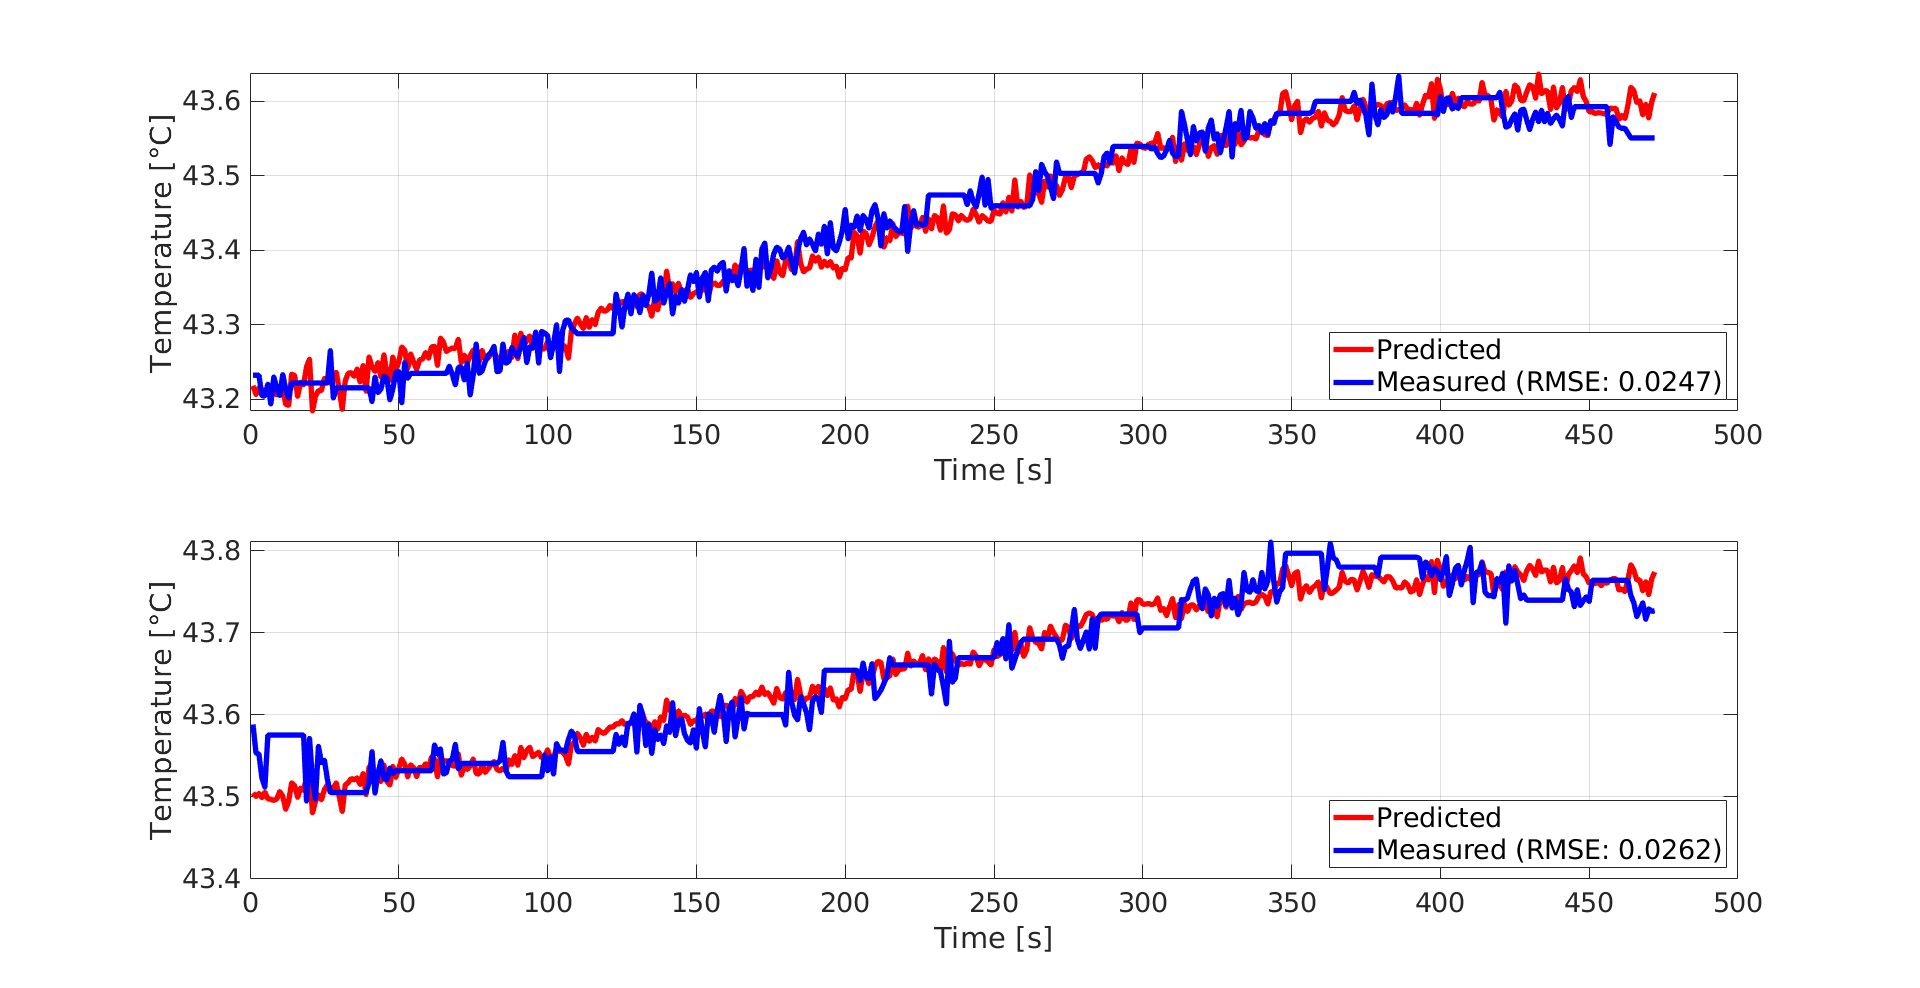 43.6
43.5
43.4
43.3
43.2
Temperature [°C]
0 50 100 150 200 250 300 350 400 450 500
Time [s]
Predicted
Measured (RMSE: 0.0247)
43.8
43.7
43.6
43.5
43.4
Temperature [°C]
0 50 100 150 200 250 300 350 400 450 500
Time [s]
Predicted
Measured (RMSE: 0.0262)